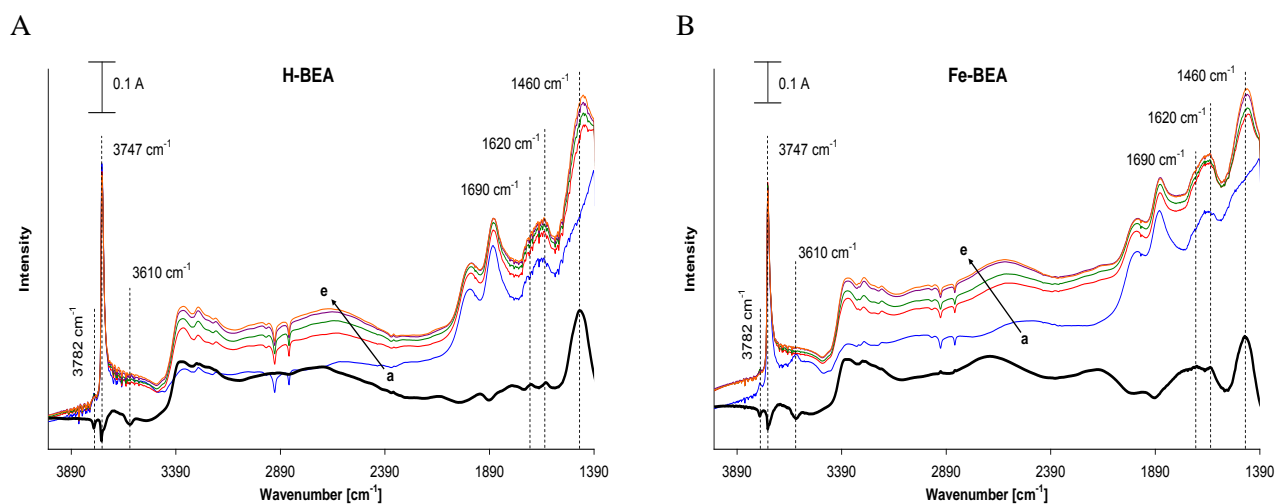 A
H-BEA
0.1 A
3747 cm⁻¹
3610 cm⁻¹
3782 cm⁻¹
1460 cm⁻¹
1620 cm⁻¹
1690 cm⁻¹
e
a
Intensity
3890 3390 2890 2390 1890 1390
Wavenumber [cm⁻¹]
B
Fe-BEA
0.1 A
3747 cm⁻¹
3610 cm⁻¹
3782 cm⁻¹
1460 cm⁻¹
1620 cm⁻¹
1690 cm⁻¹
e
a
Intensity
3890 3390 2890 2390 1890 1390
Wavenumber [cm⁻¹]